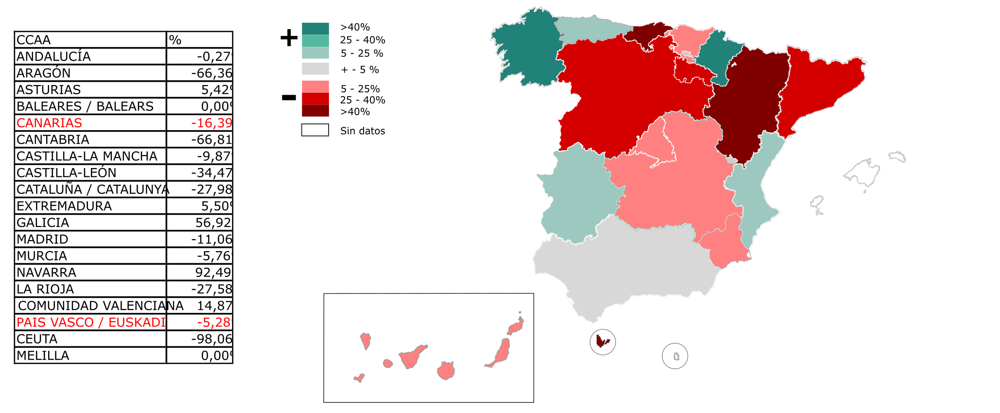 CCAA %
ANDALUCÍA -0,27
ARAGÓN -66,36
ASTURIAS 5,42
BALEARES / BALEARS 0,00
CANARIAS -16,39
CANTABRIA -66,81
CASTILLA-LA MANCHA -9,87
CASTILLA-LEÓN -34,47
CATALUÑA / CATALUNYA -27,98
EXTREMADURA 5,50
GALICIA 56,92
MADRID -11,06
MURCIA -5,76
NAVARRA 92,49
LA RIOJA -27,58
COMUNIDAD VALENCIANA 14,87
PAIS VASCO / EUSKADI -5,28
CEUTA -98,06
MELILLA 0,00
+
>40%
25 - 40%
5 - 25 %
+ - 5 %
-
5 - 25%
25 - 40%
>40%
Sin datos